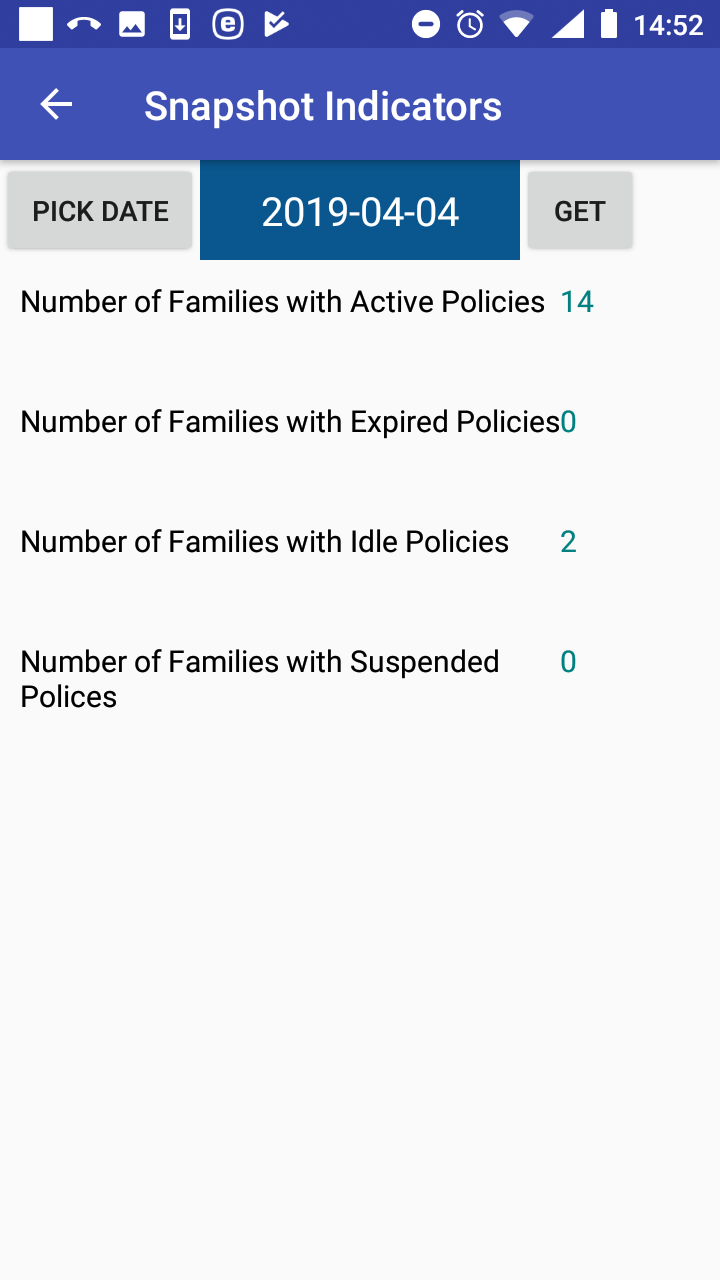 14:52
Snapshot Indicators
PICK DATE 2019-04-04 GET
Number of Families with Active Policies 14
Number of Families with Expired Policies 0
Number of Families with Idle Policies 2
Number of Families with Suspended 0
Polices